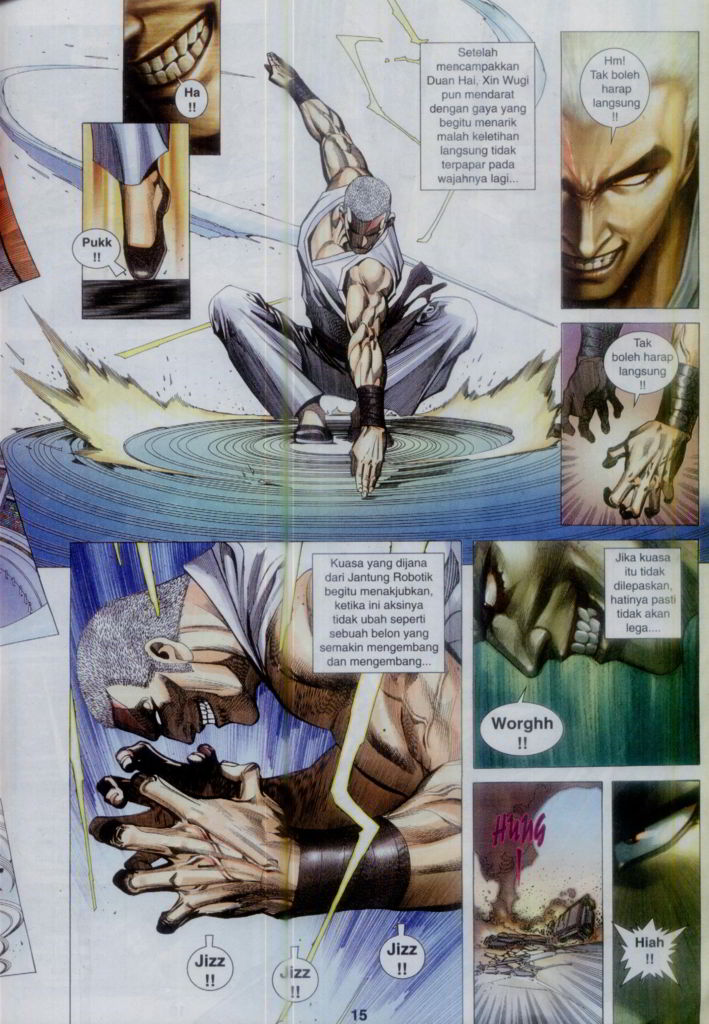 Ha
!!
Pukk
!!
Setelah
mencampakkan
Duan Hai, Xin Wugi
pun mendarat
dengan gaya yang
begitu menarik
malah keletihan
langsung tidak
terpapar pada
wajahnya lagi...
Hm!
Tak boleh
harap
langsung
!!
Tak
boleh harap
langsung
!!
Kuasa yang dijana
dari Jantung Robotik
begitu menakjubkan,
ketika ini aksinya
tidak ubah seperti
sebuah belon yang
semakin mengembang
dan mengembang...
Jizz
!!
Jizz
!!
Jizz
!!
Jika kuasa
itu tidak
dilepaskan,
hatinya pasti
tidak akan
lega....
Worghh
!!
Hung
!
Hiah
!!
15